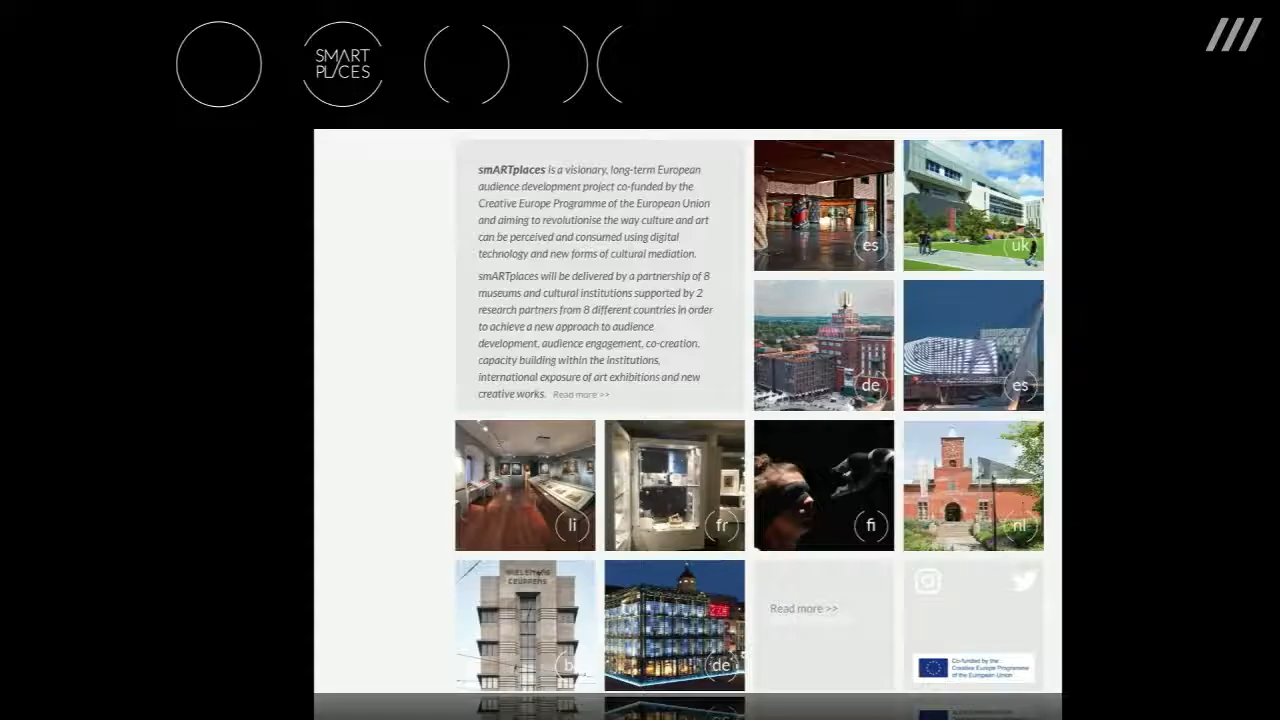 SMART
PLACES
smARTplaces is a visionary, long-term European
audience development project co-funded by the
Creative Europe Programme of the European Union
and aiming to revolutionise the way culture and art
can be perceived and consumed using digital
technology and new forms of cultural mediation.
smARTplaces will be delivered by a partnership of 8
museums and cultural institutions supported by 2
research partners from 8 different countries in order
to achieve a new approach to audience
development, audience engagement, co-creation.
capacity building within the institutions,
international exposure of art exhibitions and new
creative works. Read more >>
es
uk
de
es
li
fr
fi
nl
WIELEMANS
CEUPPENS
b
de
Read more >>
Co-funded by the
Creative Europe Programme
of the European Union